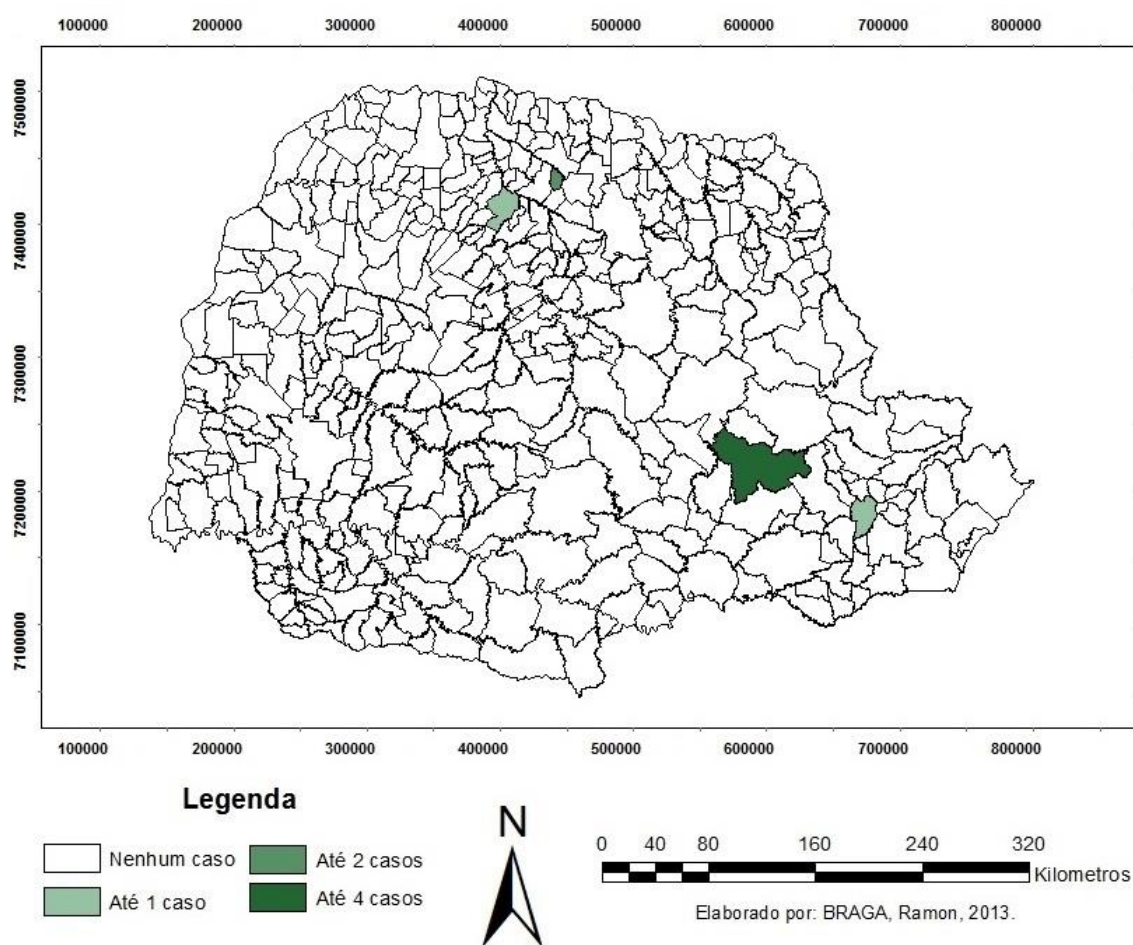 100000 200000 300000 400000 500000 600000 700000 800000
7500000
7400000
7300000
7200000
7100000
100000 200000 300000 400000 500000 600000 700000 800000
Legenda
Nenhum caso
Até 2 casos
Até 1 caso
Até 4 casos
N
0 40 80 160 240 320
Kilometros
Elaborado por: BRAGA, Ramon, 2013.